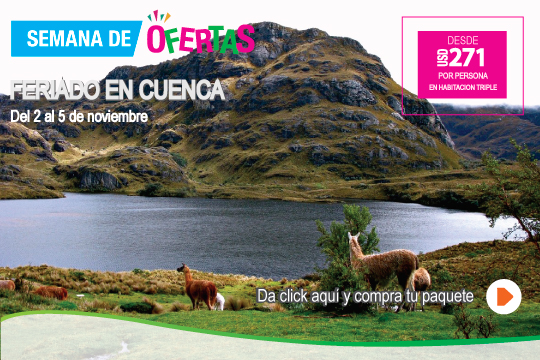 SEMANA DE OFERTAS
FERIADO EN CUENCA
Del 2 al 5 de noviembre
DESDE
USD 271
POR PERSONA
EN HABITACION TRIPLE
Da click aquí y compra tu paquete